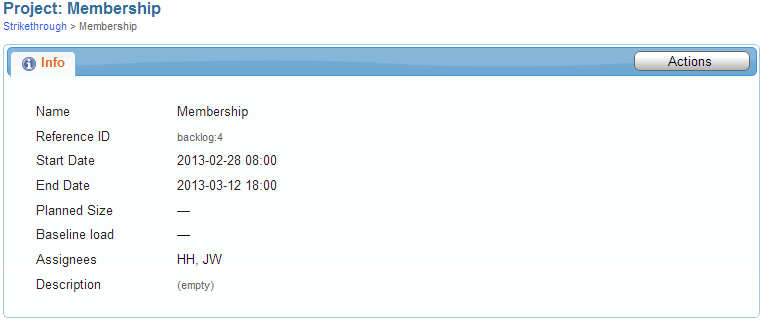 Project: Membership
Strikethrough > Membership
Info
Actions
Name Membership
Reference ID backlog:4
Start Date 2013-02-28 08:00
End Date 2013-03-12 18:00
Planned Size —
Baseline load —
Assignees HH, JW
Description (empty)